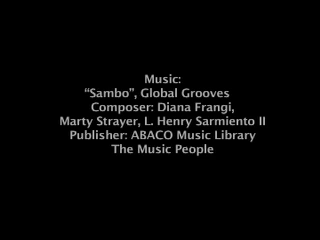 Music:
“Sambo”, Global Grooves
Composer: Diana Frangi,
Marty Strayer, L. Henry Sarmiento II
Publisher: ABACO Music Library
The Music People